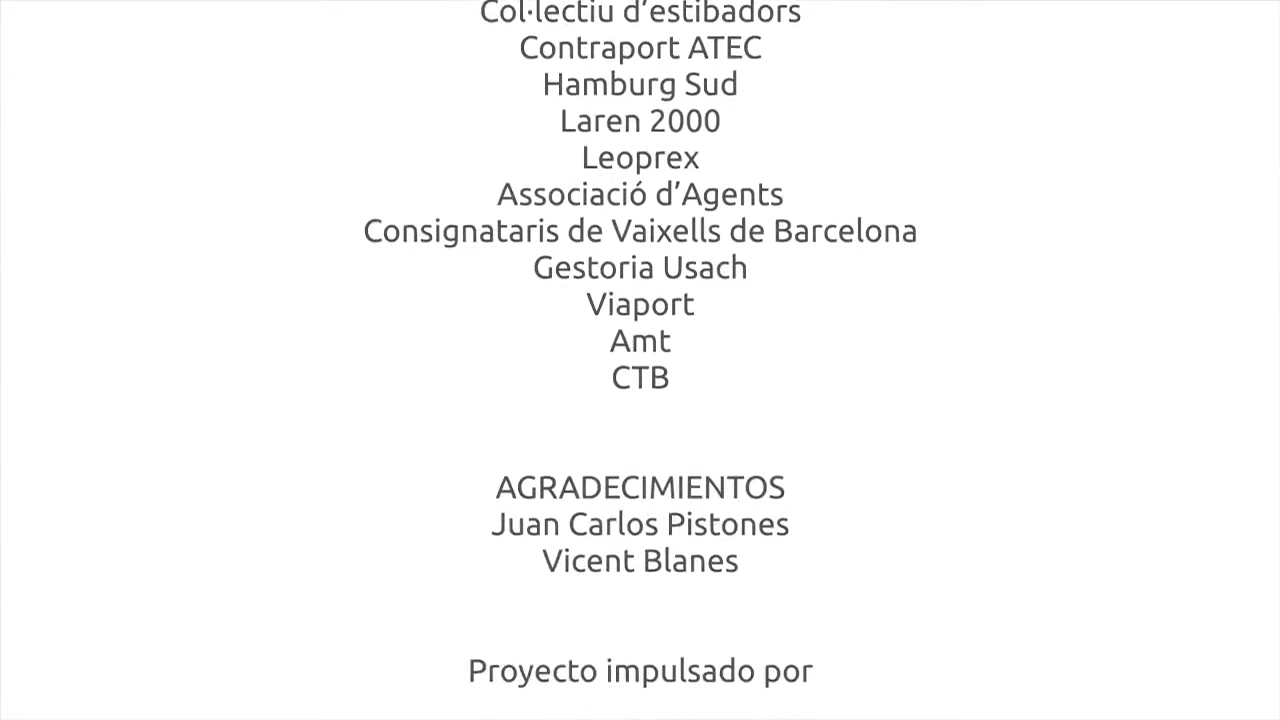 Col·lectiu d’estibadors
Contraport ATEC
Hamburg Sud
Laren 2000
Leoprex
Associació d’Agents
Consignataris de Vaixells de Barcelona
Gestoria Usach
Viaport
Amt
CTB
AGRADECIMIENTOS
Juan Carlos Pistones
Vicent Blanes
Proyecto impulsado por